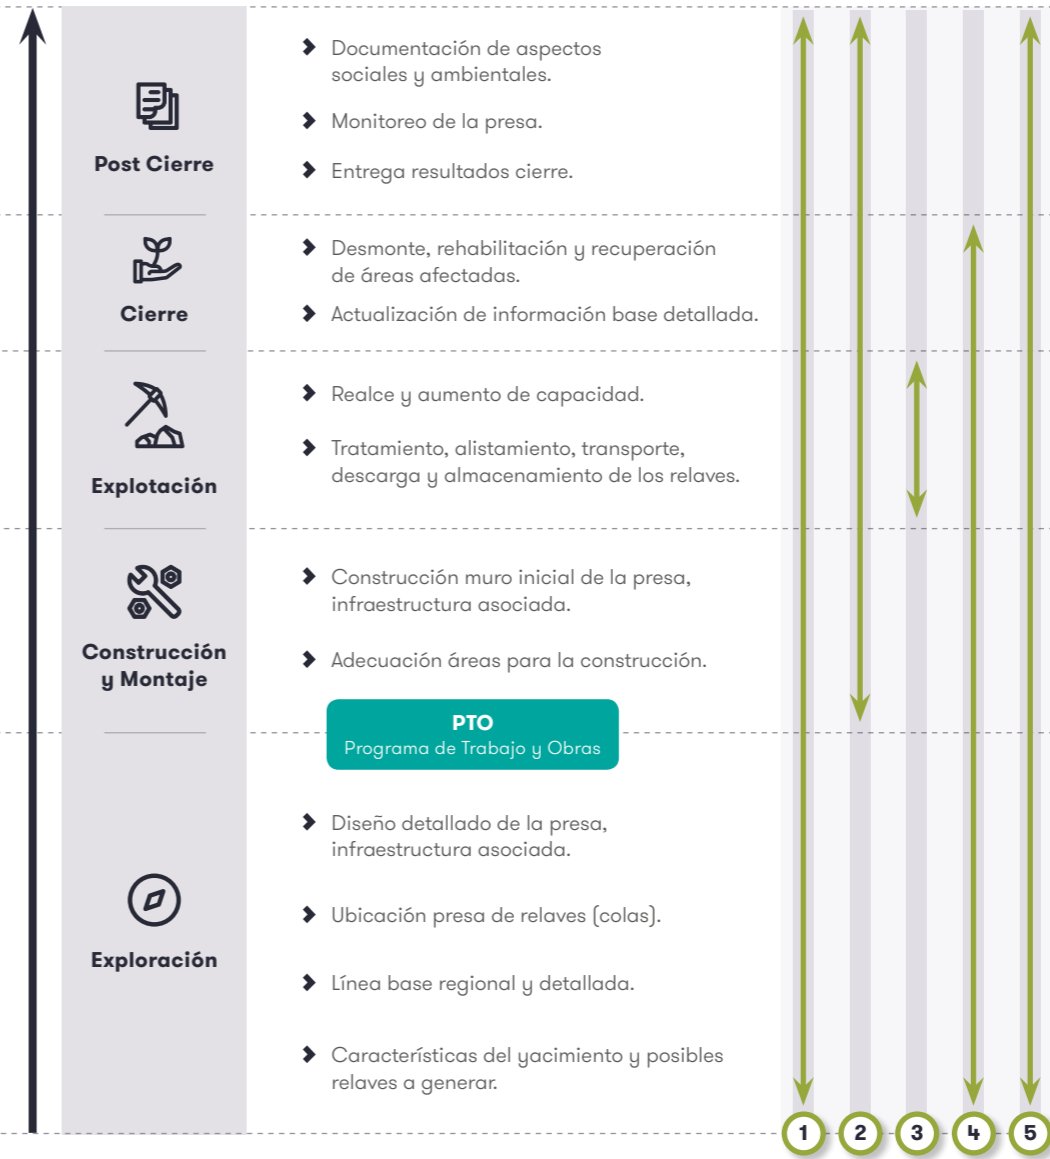 Post Cierre
Documentación de aspectos
sociales y ambientales.
Monitoreo de la presa.
Entrega resultados cierre.
Cierre
Desmonte, rehabilitación y recuperación
de áreas afectadas.
Actualización de información base detallada.
Explotación
Realce y aumento de capacidad.
Tratamiento, alistamiento, transporte,
descarga y almacenamiento de los relaves.
Construcción
y Montaje
Construcción muro inicial de la presa,
infraestructura asociada.
Adecuación áreas para la construcción.
PTO
Programa de Trabajo y Obras
Exploración
Diseño detallado de la presa,
infraestructura asociada.
Ubicación presa de relaves (colas).
Línea base regional y detallada.
Características del yacimiento y posibles
relaves a generar.
1 2 3 4 5